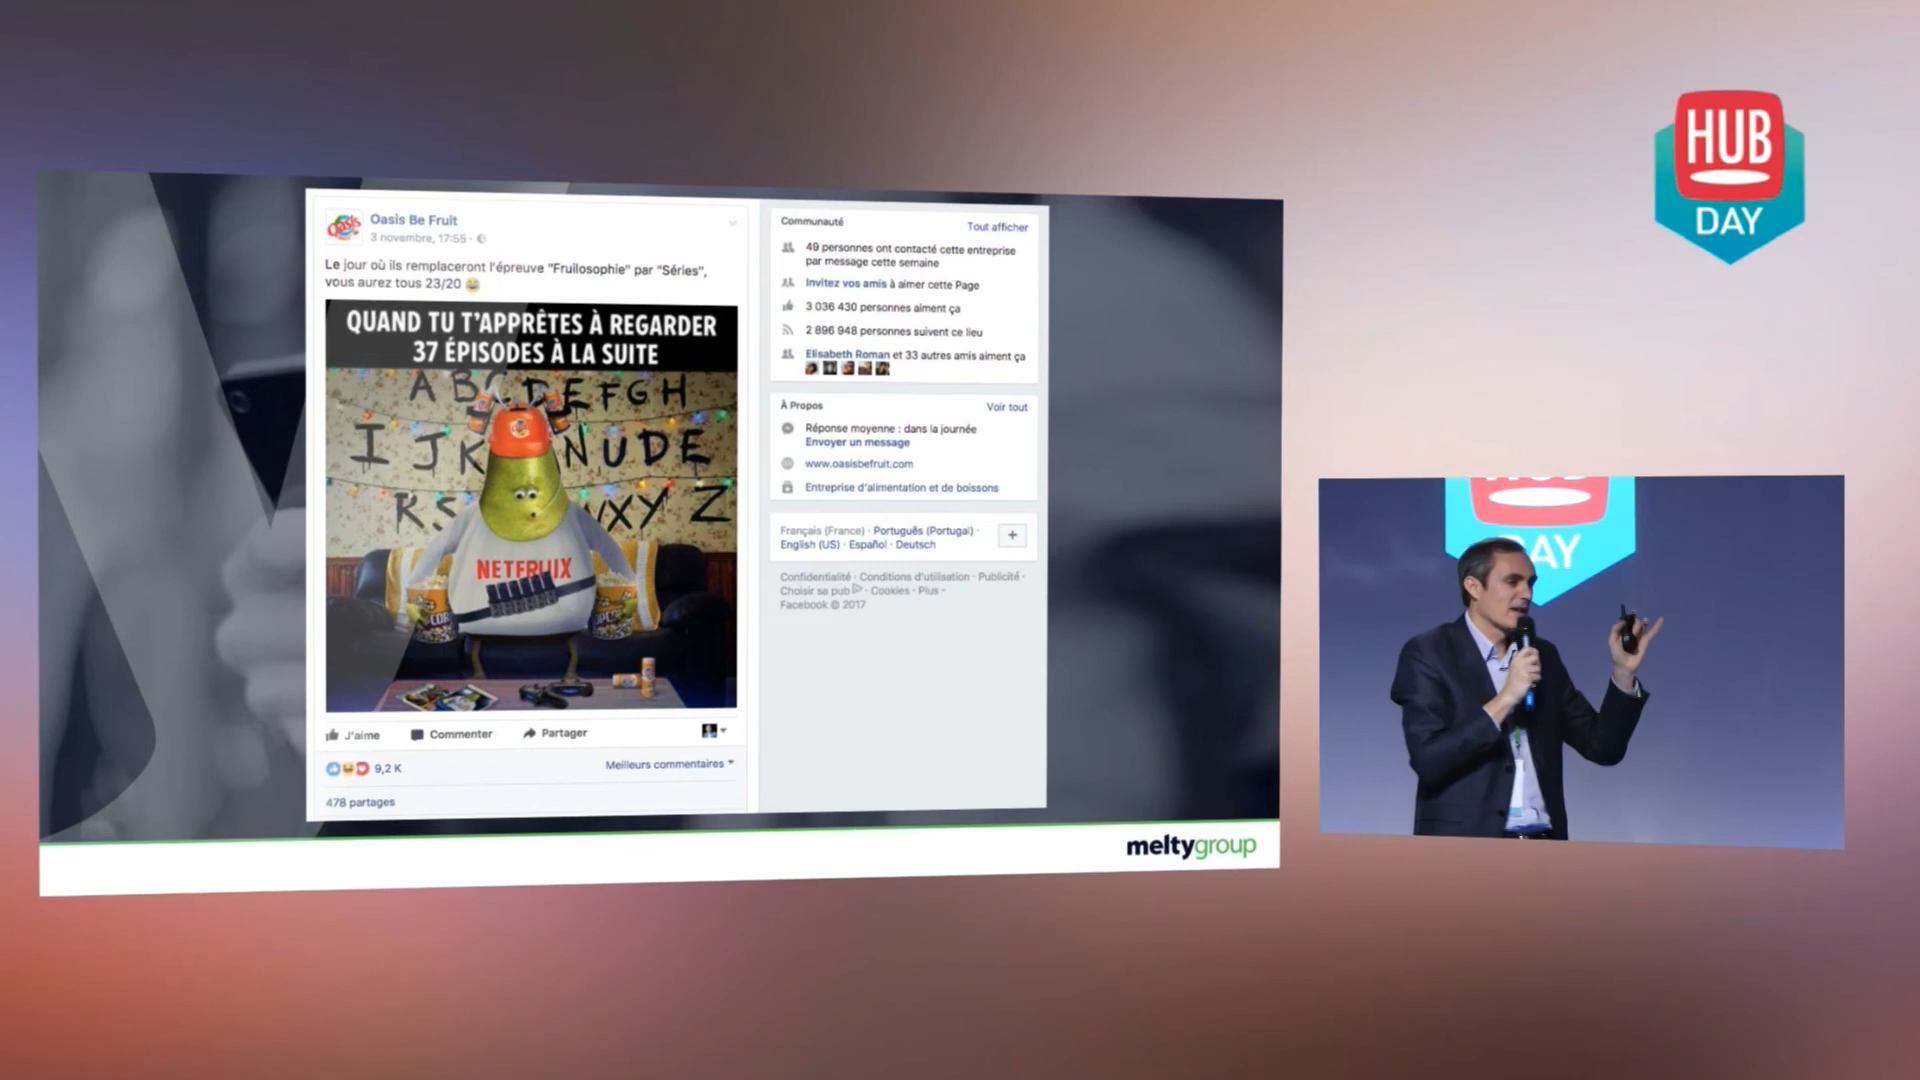 HUB
DAY
Oasis
Oasis Be Fruit
3 novembre, 17:55 ·
Le jour où ils remplaceront l'épreuve "Fruilosophie" par "Séries",
vous aurez tous 23/20
QUAND TU T'APPRÊTES À REGARDER
37 ÉPISODES À LA SUITE
A B C D E F G H
I J K NUDE
R S WXY Z
NETFRUIX
J'aime
Commenter
Partager
9,2 K
Meilleurs commentaires
478 partages
Communauté
Tout afficher
49 personnes ont contacté cette entreprise
par message cette semaine
Invitez vos amis à aimer cette Page
3 036 430 personnes aiment ça
2 896 948 personnes suivent ce lieu
Elisabeth Roman et 33 autres amis aiment ça
À Propos
Voir tout
Réponse moyenne : dans la journée
Envoyer un message
www.oasisbefruit.com
Entreprise d'alimentation et de boissons
Français (France) · Português (Portugal) ·
English (US) · Español · Deutsch
+
Confidentialité · Conditions d'utilisation · Publicité ·
Choisir sa pub · Cookies · Plus
Facebook © 2017
meltygroup
AY